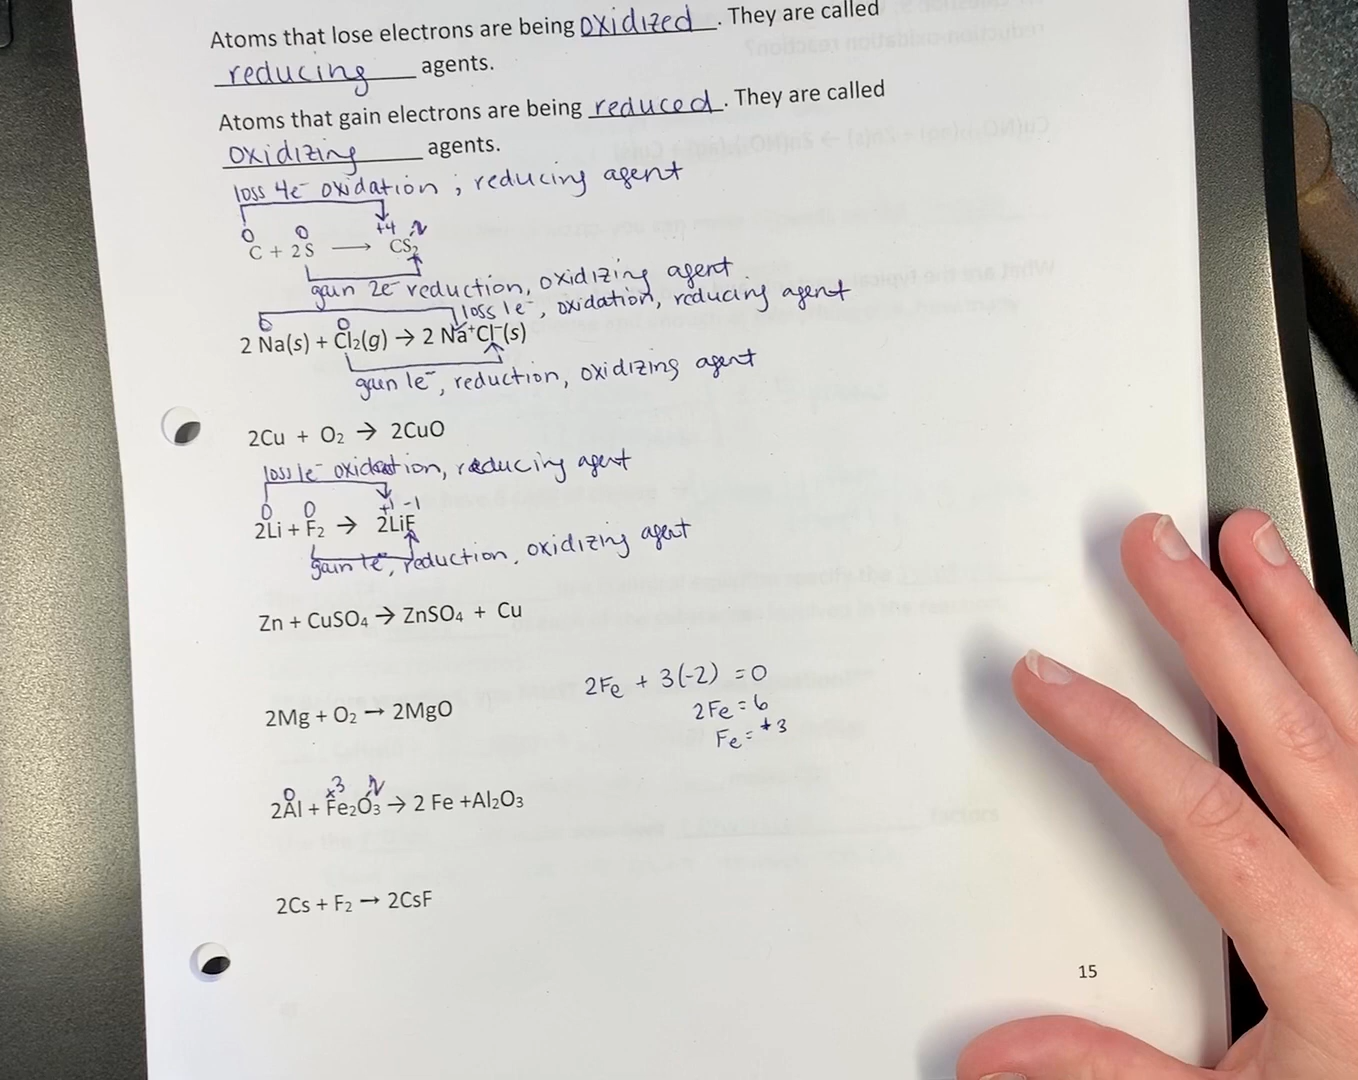 Atoms that lose electrons are being oxidized. They are called
reducing agents.
Atoms that gain electrons are being reduced. They are called
oxidizing agents.
loss 4e⁻ oxidation ; reducing agent
0 0 +4 -2
C + 2S ⟶ CS₂
gain 2e⁻ reduction, oxidizing agent
loss 1e⁻, oxidation, reducing agent
0 0
2 Na(s) + Cl₂(g) → 2 Na⁺Cl⁻(s)
gain 1e⁻, reduction, oxidizing agent
2Cu + O₂ → 2CuO
loss 1e⁻ oxidation, reducing agent
0 0 +1 -1
2Li + F₂ → 2LiF
gain 1e⁻, reduction, oxidizing agent
Zn + CuSO₄ → ZnSO₄ + Cu
2Fe + 3(-2) = 0
2Fe = 6
Fe = +3
2Mg + O₂ → 2MgO
0 +3 -2
2Al + Fe₂O₃ → 2 Fe +Al₂O₃
2Cs + F₂ → 2CsF
15